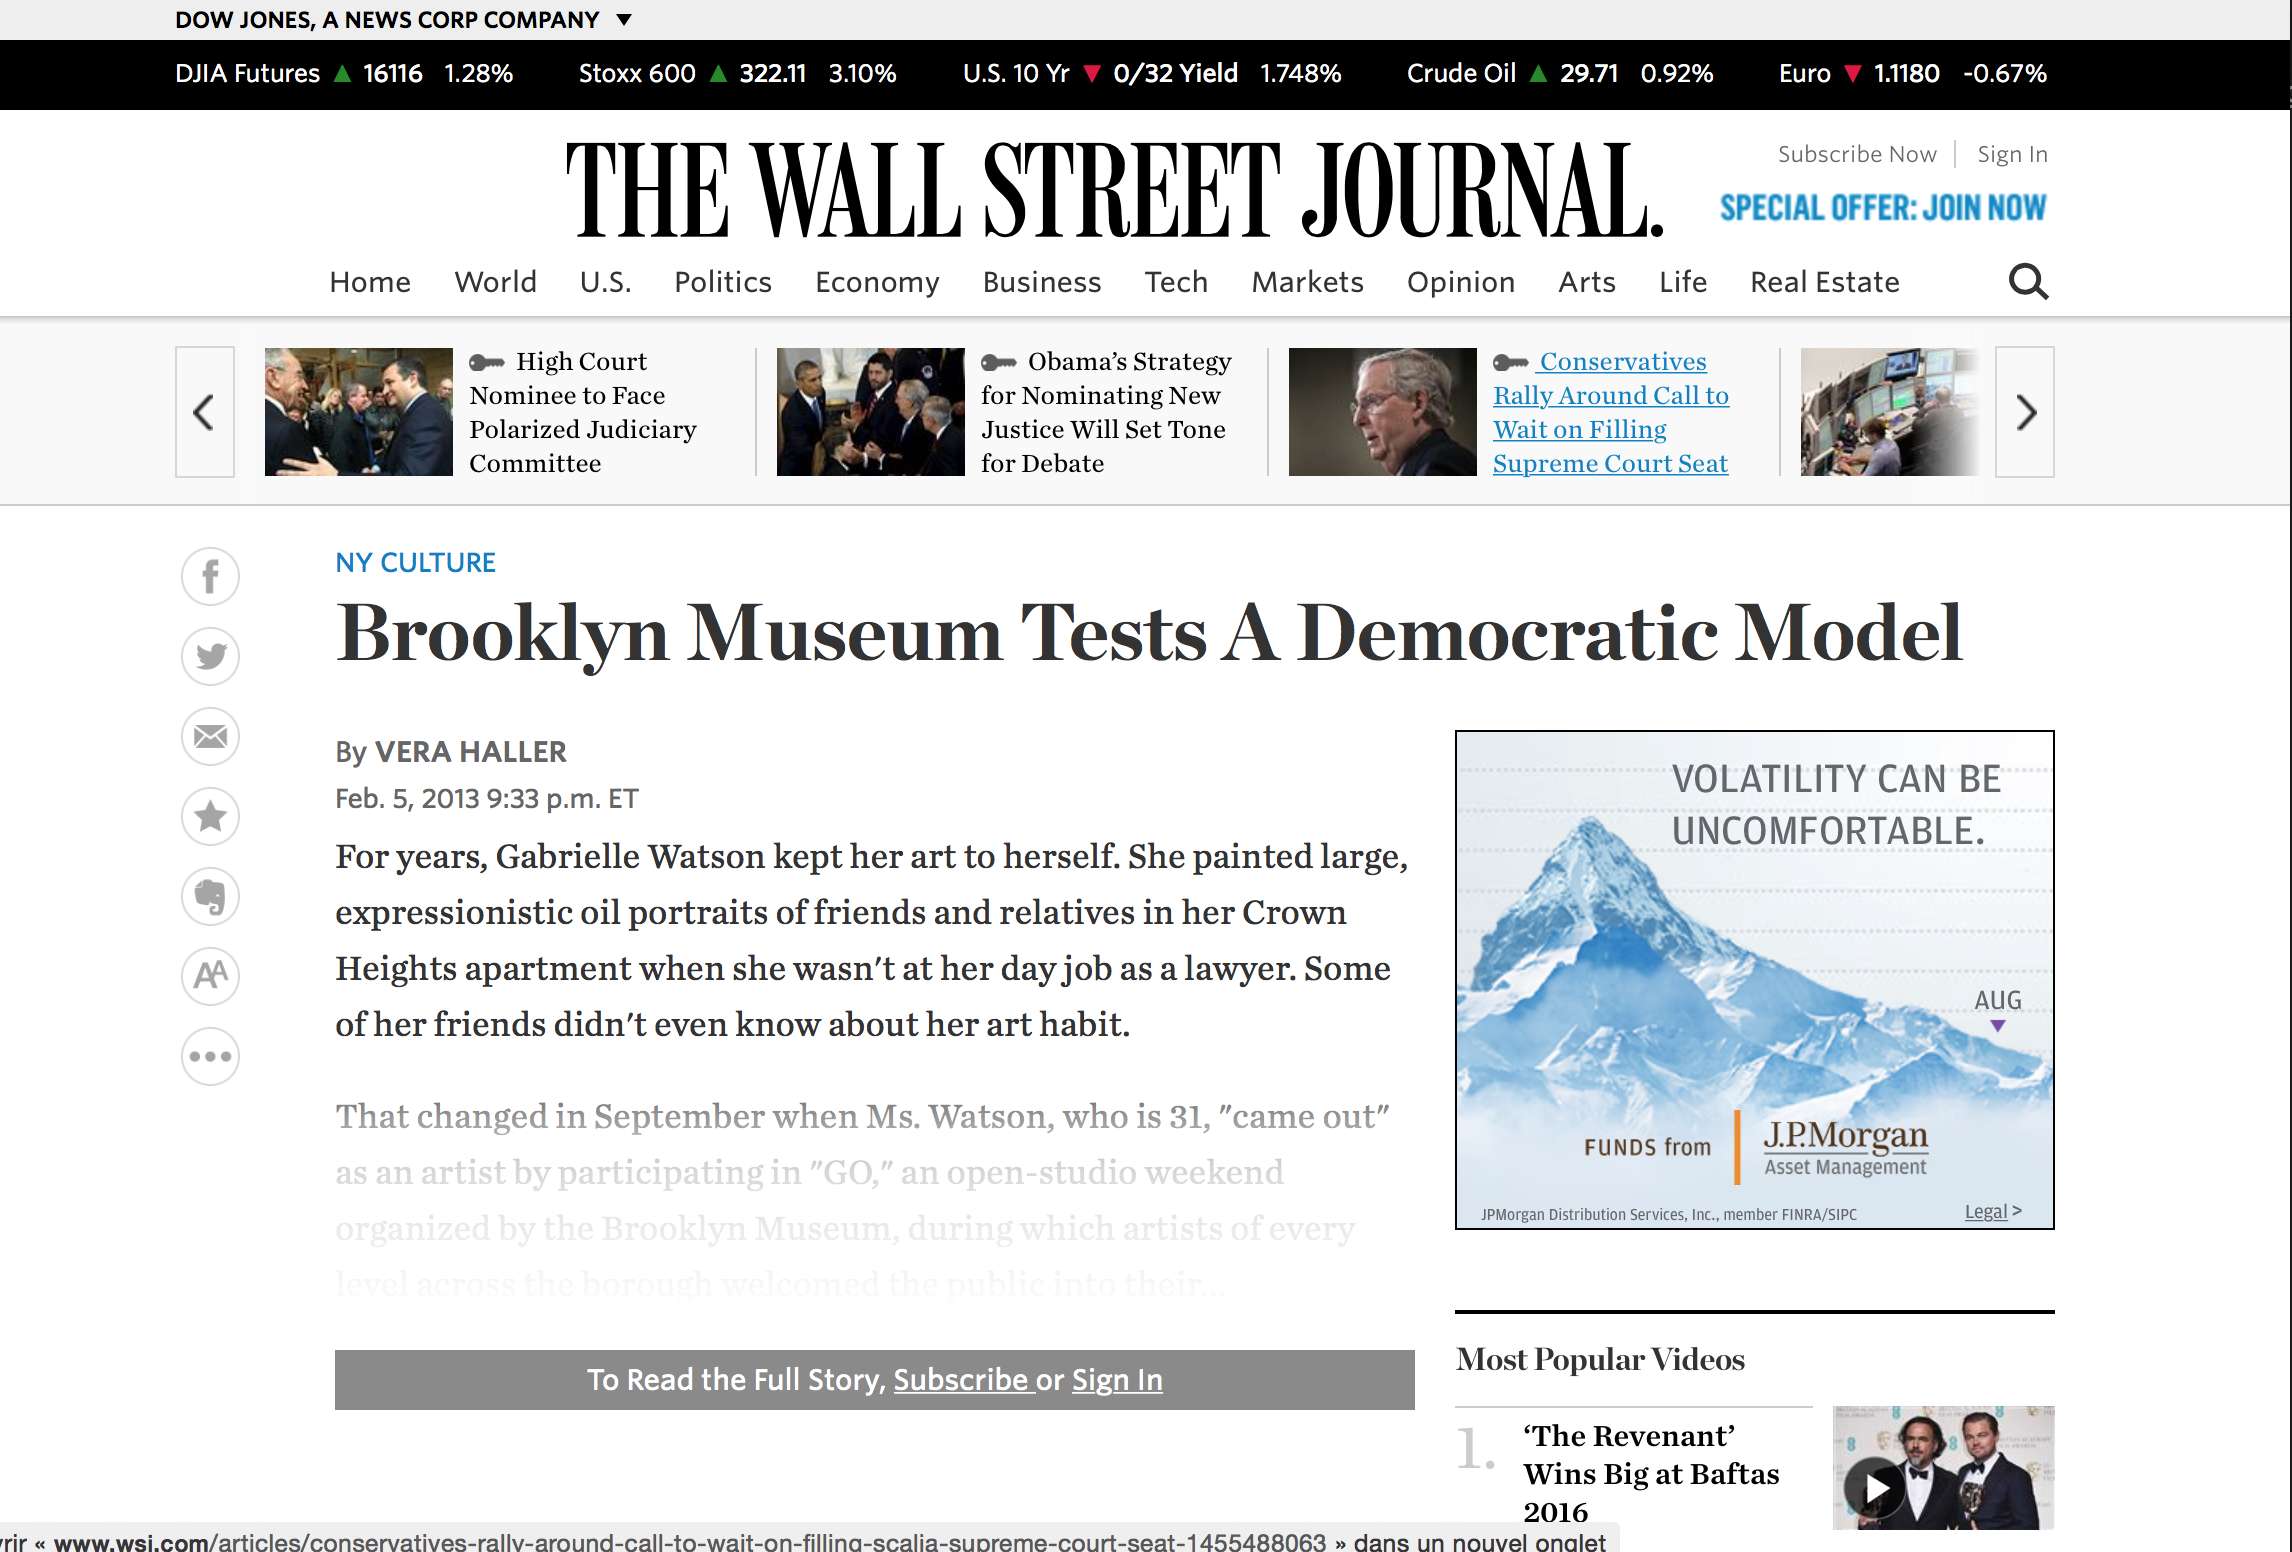 DOW JONES, A NEWS CORP COMPANY
DJIA Futures ▲ 16116 1.28% Stoxx 600 ▲ 322.11 3.10% U.S. 10 Yr ▼ 0/32 Yield 1.748% Crude Oil ▲ 29.71 0.92% Euro ▼ 1.1180 -0.67%
THE WALL STREET JOURNAL.
Subscribe Now | Sign In
SPECIAL OFFER: JOIN NOW
Home World U.S. Politics Economy Business Tech Markets Opinion Arts Life Real Estate
High Court
Nominee to Face
Polarized Judiciary
Committee
Obama’s Strategy
for Nominating New
Justice Will Set Tone
for Debate
Conservatives
Rally Around Call to
Wait on Filling
Supreme Court Seat
NY CULTURE
Brooklyn Museum Tests A Democratic Model
By VERA HALLER
Feb. 5, 2013 9:33 p.m. ET
For years, Gabrielle Watson kept her art to herself. She painted large,
expressionistic oil portraits of friends and relatives in her Crown
Heights apartment when she wasn't at her day job as a lawyer. Some
of her friends didn't even know about her art habit.
That changed in September when Ms. Watson, who is 31, "came out"
as an artist by participating in "GO," an open-studio weekend
organized by the Brooklyn Museum, during which artists of every
level across the borough welcomed the public into their...
To Read the Full Story, Subscribe or Sign In
AA
VOLATILITY CAN BE
UNCOMFORTABLE.
AUG
FUNDS from
J.P.Morgan
Asset Management
JPMorgan Distribution Services, Inc., member FINRA/SIPC
Legal >
Most Popular Videos
1.
‘The Revenant’
Wins Big at Baftas
2016
rir « www.wsj.com/articles/conservatives-rally-around-call-to-wait-on-filling-scalia-supreme-court-seat-1455488063 » dans un nouvel onglet